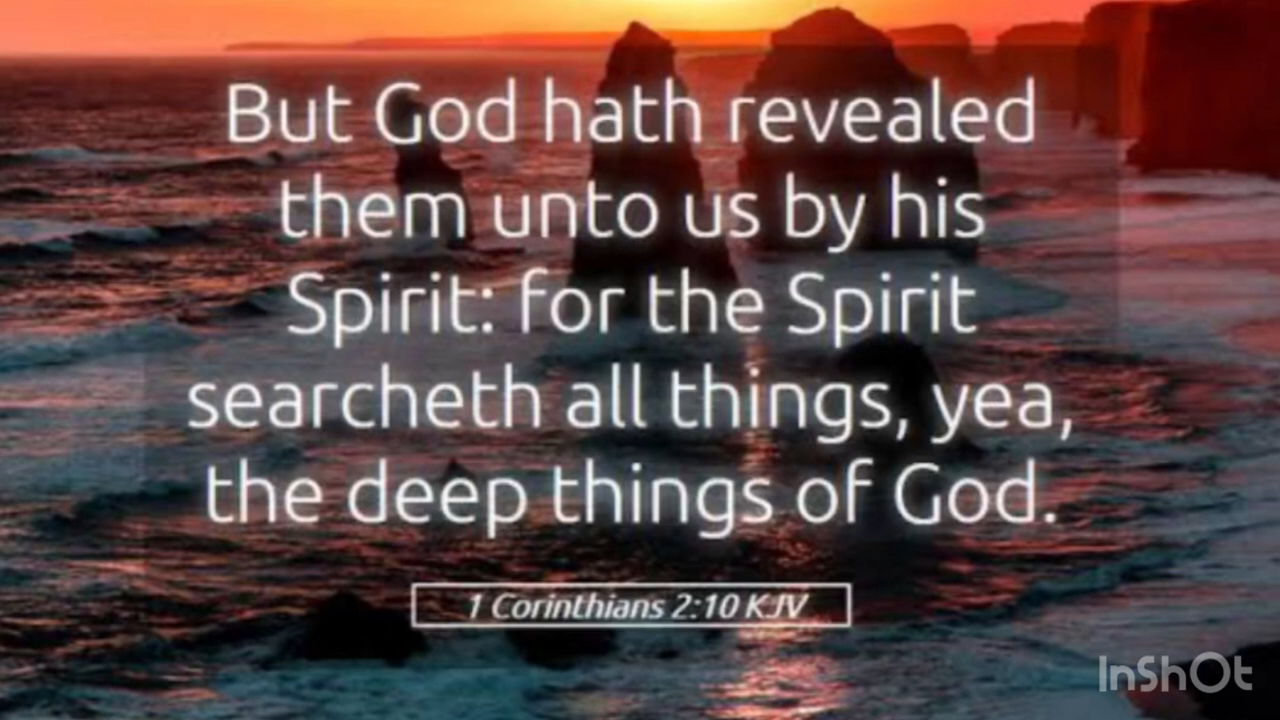 But God hath revealed
them unto us by his
Spirit: for the Spirit
searcheth all things, yea,
the deep things of God.
1 Corinthians 2:10 KJV
InShOt